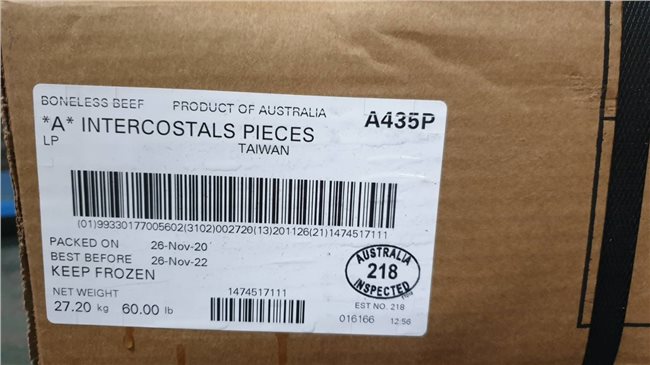 BONELESS BEEF PRODUCT OF AUSTRALIA A435P
*A* INTERCOSTALS PIECES
LP TAIWAN
(01)99330177005602(3102)002720(13)201126(21)1474517111
PACKED ON 26-Nov-20
BEST BEFORE 26-Nov-22
KEEP FROZEN
AUSTRALIA
218
INSPECTED
NET WEIGHT 1474517111
27.20 kg 60.00 lb
EST NO. 218
016166 12:56